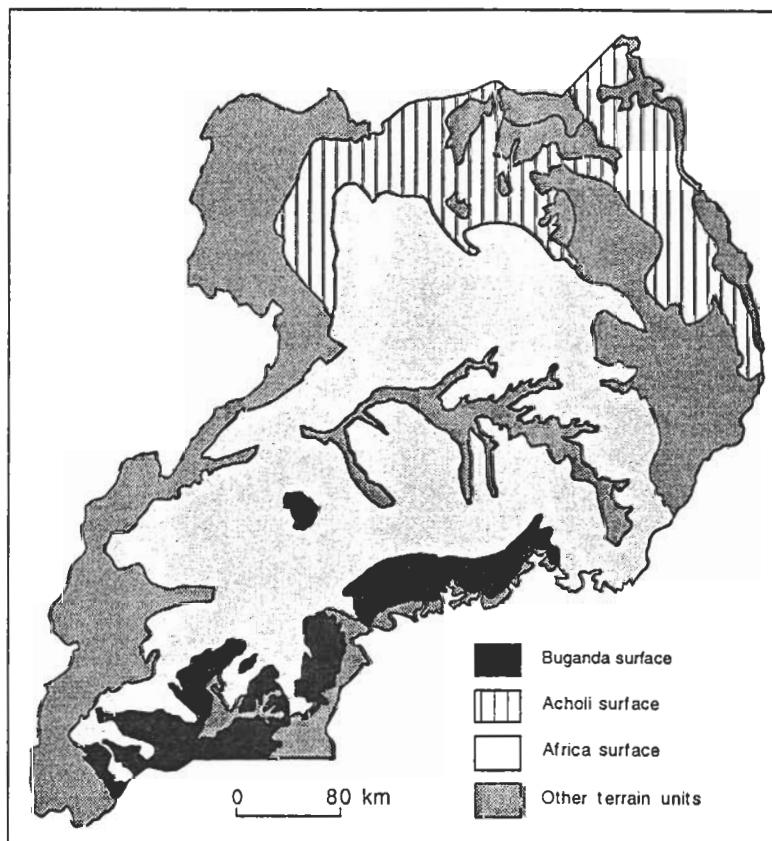 Buganda surface
Acholi surface
Africa surface
Other terrain units
0 80 km